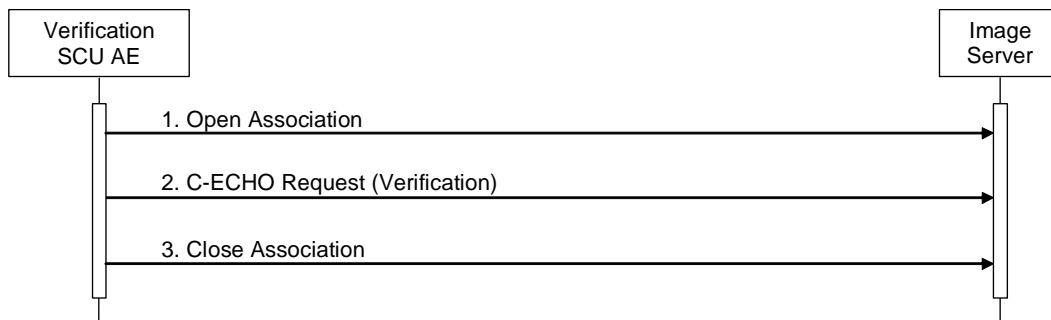 Verification
SCU AE
Image
Server
1. Open Association
2. C-ECHO Request (Verification)
3. Close Association